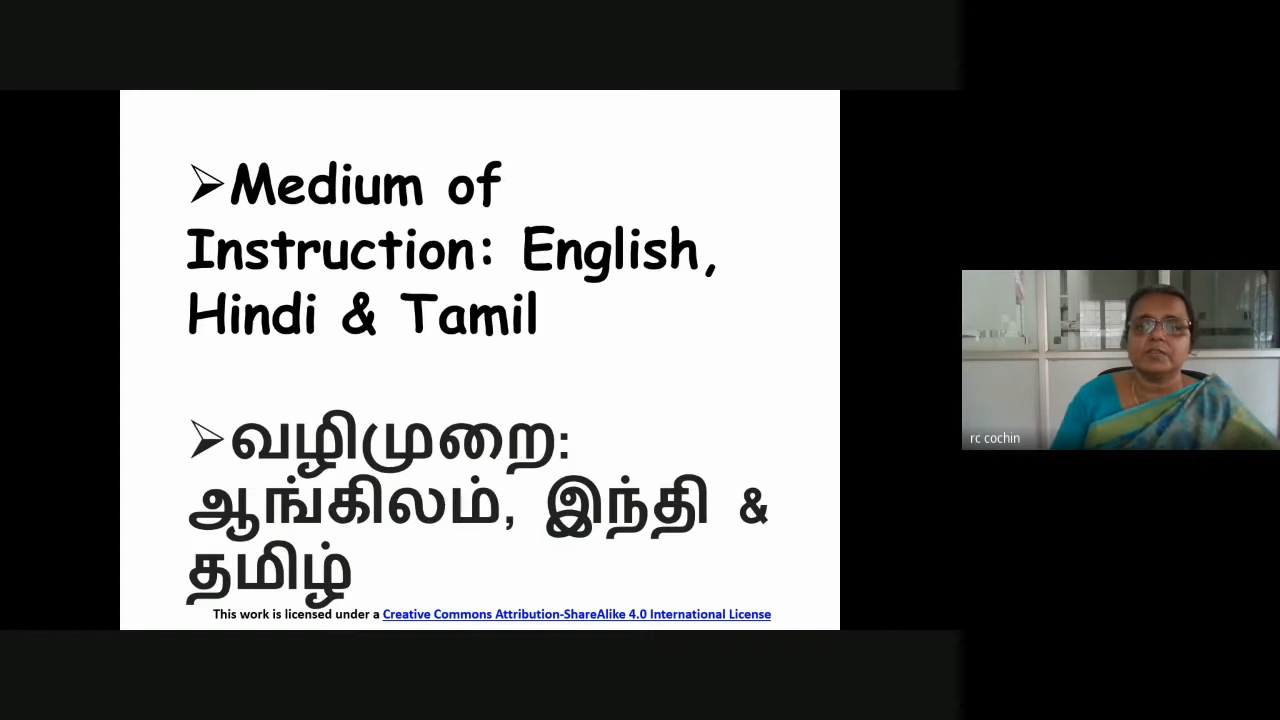 ➢Medium of
Instruction: English,
Hindi & Tamil
➢வழிமுறை:
ஆங்கிலம், இந்தி &
தமிழ்
This work is licensed under a Creative Commons Attribution-ShareAlike 4.0 International License
rc cochin